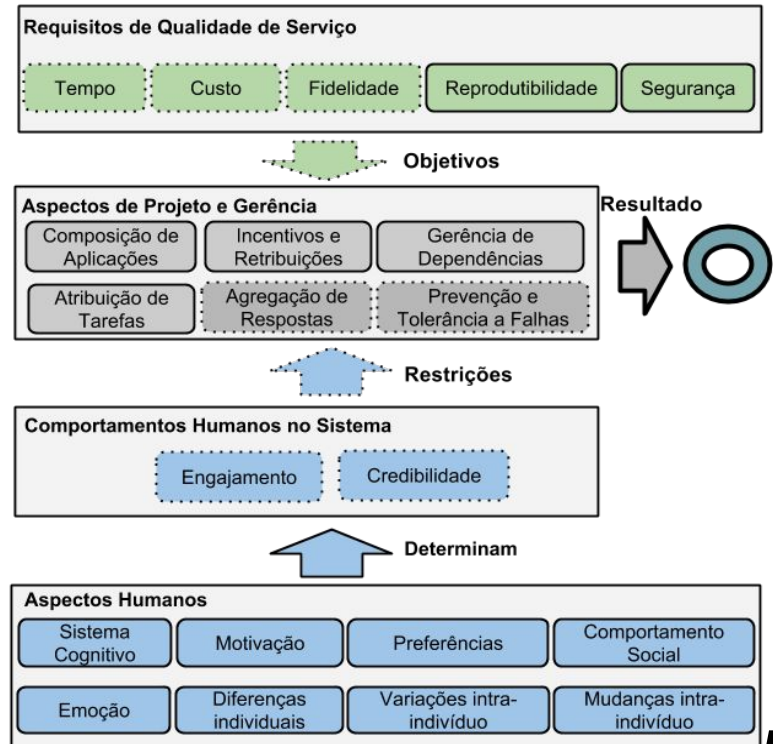 Requisitos de Qualidade de Serviço
Tempo
Custo
Fidelidade
Reprodutibilidade
Segurança
Objetivos
Aspectos de Projeto e Gerência
Resultado
Composição de
Aplicações
Incentivos e
Retribuições
Gerência de
Dependências
Atribuição de
Tarefas
Agregação de
Respostas
Prevenção e
Tolerância a Falhas
Restrições
Comportamentos Humanos no Sistema
Engajamento
Credibilidade
Determinam
Aspectos Humanos
Sistema
Cognitivo
Motivação
Preferências
Comportamento
Social
Emoção
Diferenças
individuais
Variações intra-
indivíduo
Mudanças intra-
indivíduo